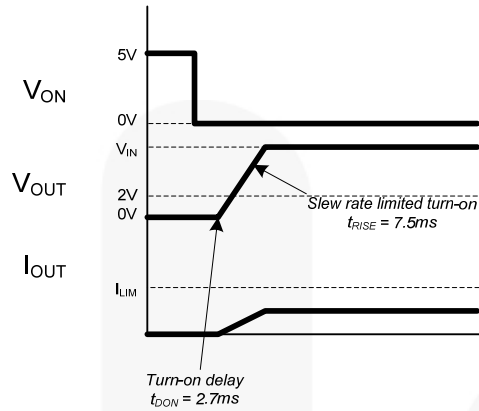 5V
VON
0V
VIN
VOUT
2V
0V
Slew rate limited turn-on
tRISE = 7.5ms
IOUT
ILIM
Turn-on delay
tDON = 2.7ms